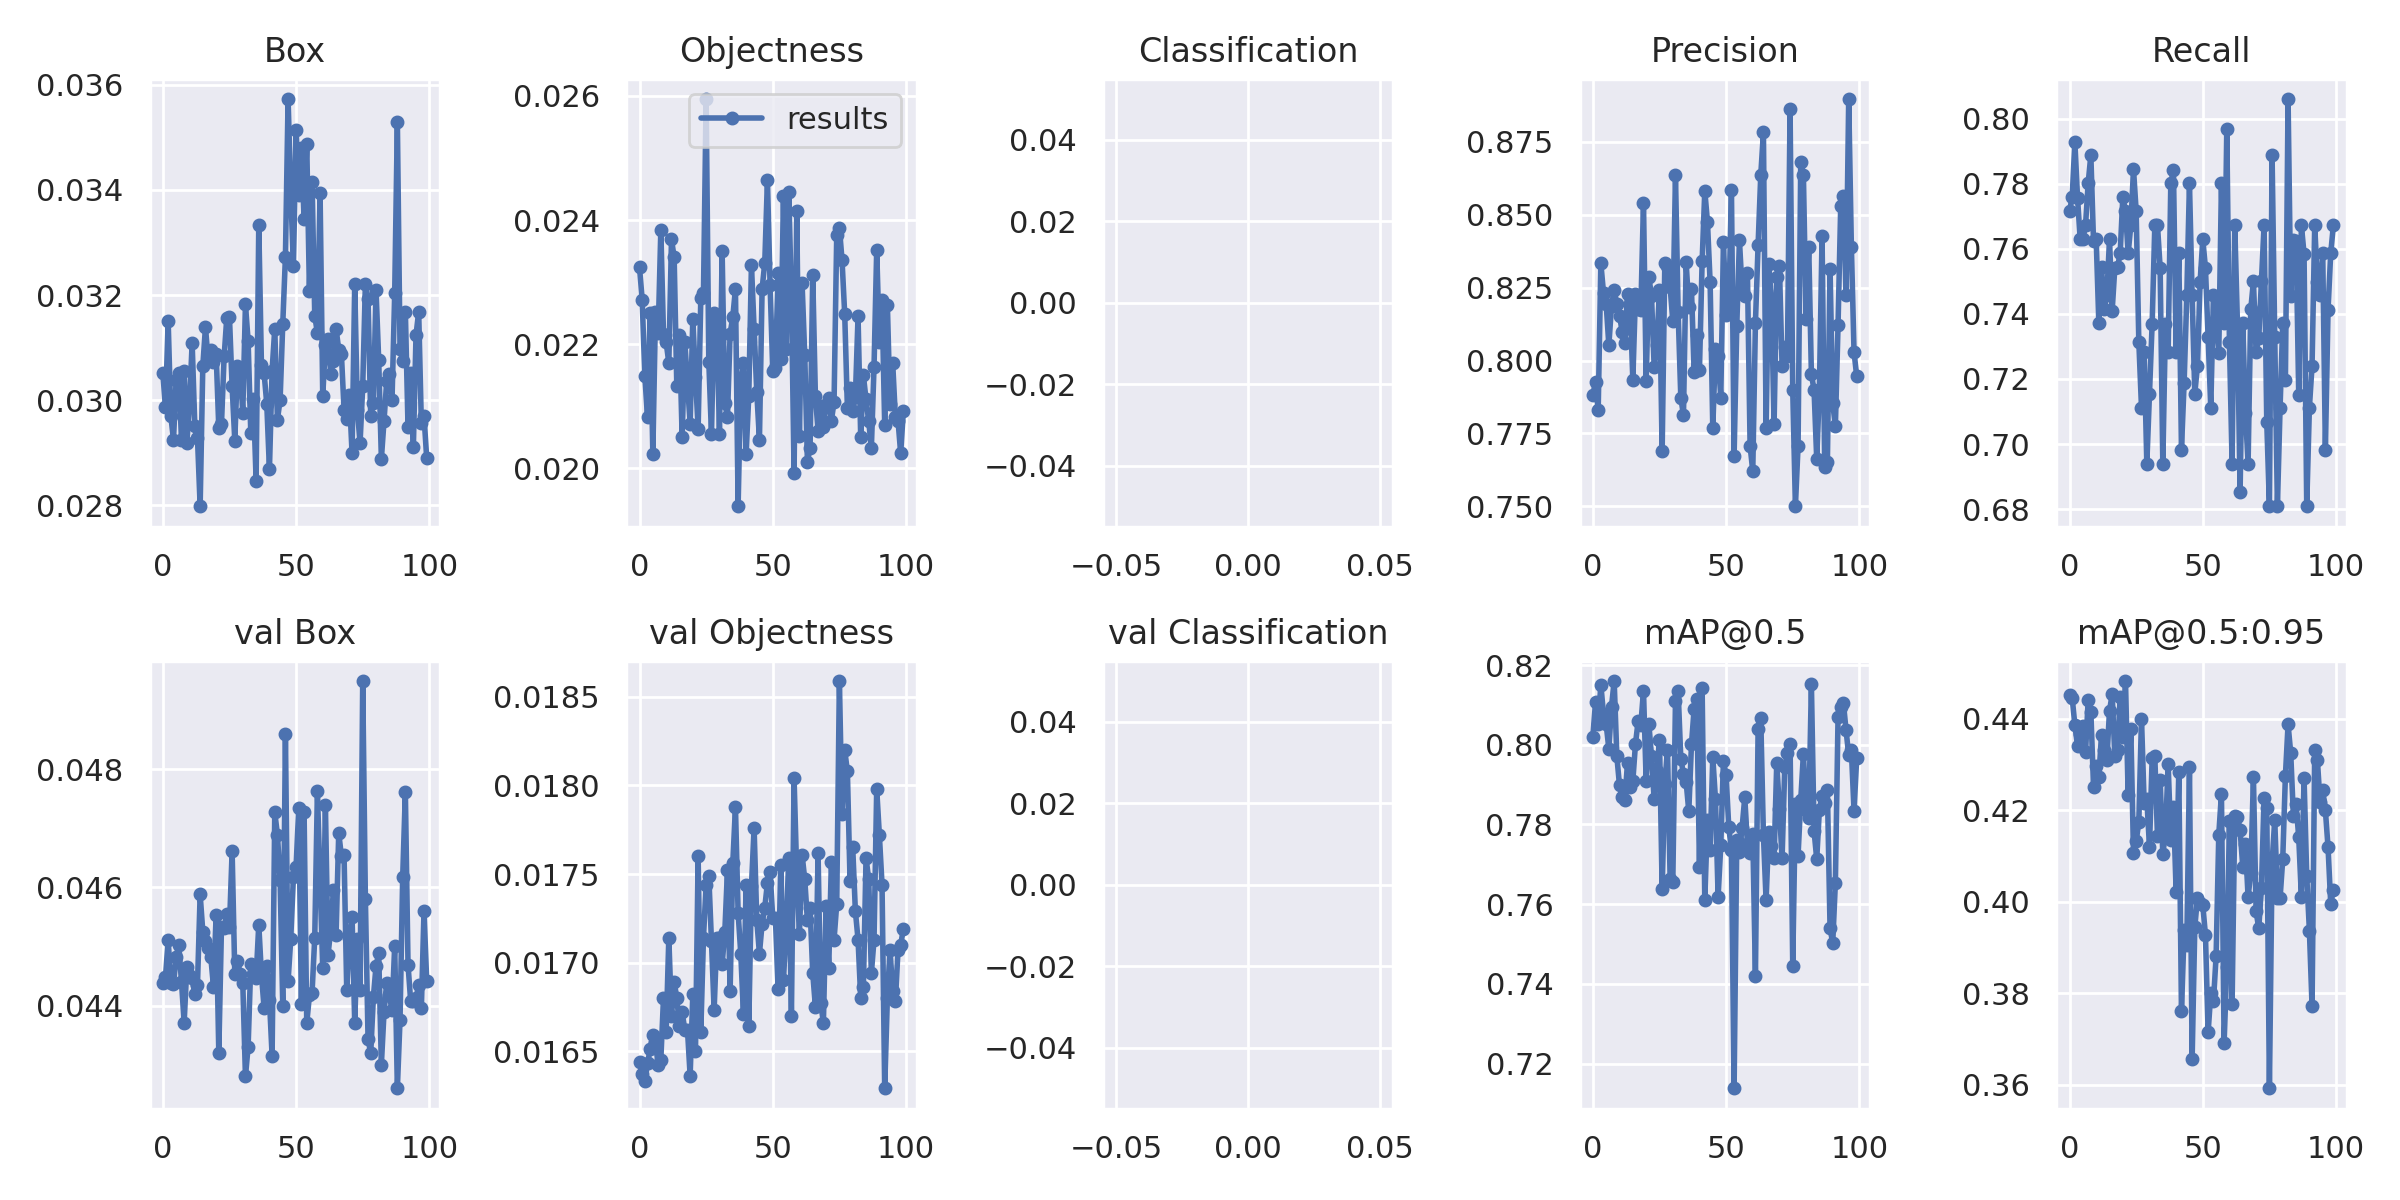 Box
Objectness
Classification
Precision
Recall
0.036
0.034
0.032
0.030
0.028
0 50 100
results
0.026
0.024
0.022
0.020
0 50 100
0.04
0.02
0.00
−0.02
−0.04
−0.05 0.00 0.05
0.875
0.850
0.825
0.800
0.775
0.750
0 50 100
0.80
0.78
0.76
0.74
0.72
0.70
0.68
0 50 100
val Box
val Objectness
val Classification
mAP@0.5
mAP@0.5:0.95
0.048
0.046
0.044
0 50 100
0.0185
0.0180
0.0175
0.0170
0.0165
0 50 100
0.04
0.02
0.00
−0.02
−0.04
−0.05 0.00 0.05
0.82
0.80
0.78
0.76
0.74
0.72
0 50 100
0.44
0.42
0.40
0.38
0.36
0 50 100